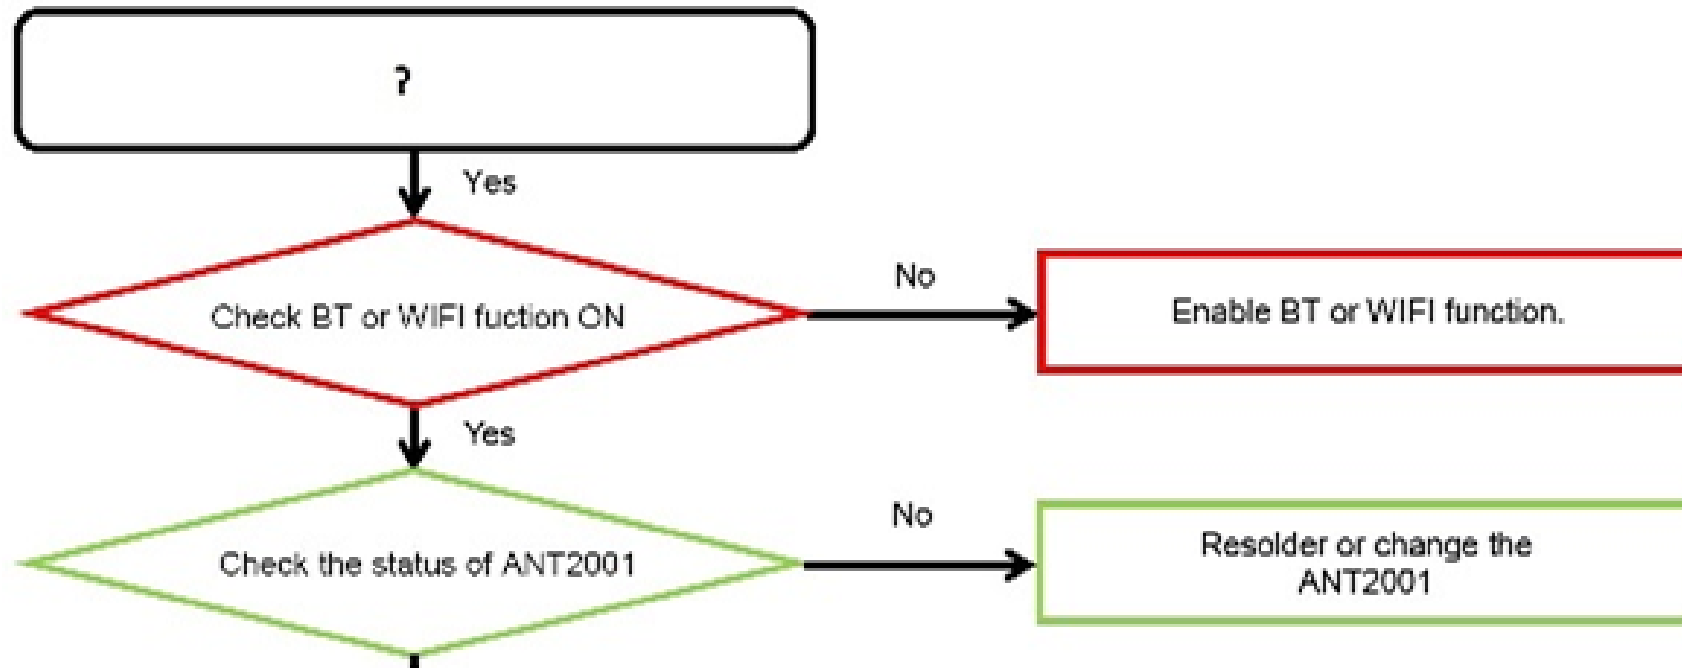 ?
Yes
Check BT or WIFI fuction ON
No
Enable BT or WIFI function.
Yes
Check the status of ANT2001
No
Resolder or change the
ANT2001